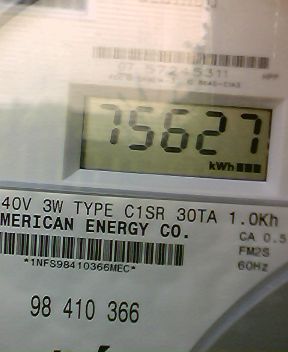 75627
kWh
40V 3W TYPE C1SR 30TA 1.0Kh
MERICAN ENERGY CO.
CA 0.5
FM2S
60Hz
*1NFS98410366MEC*
98 410 366